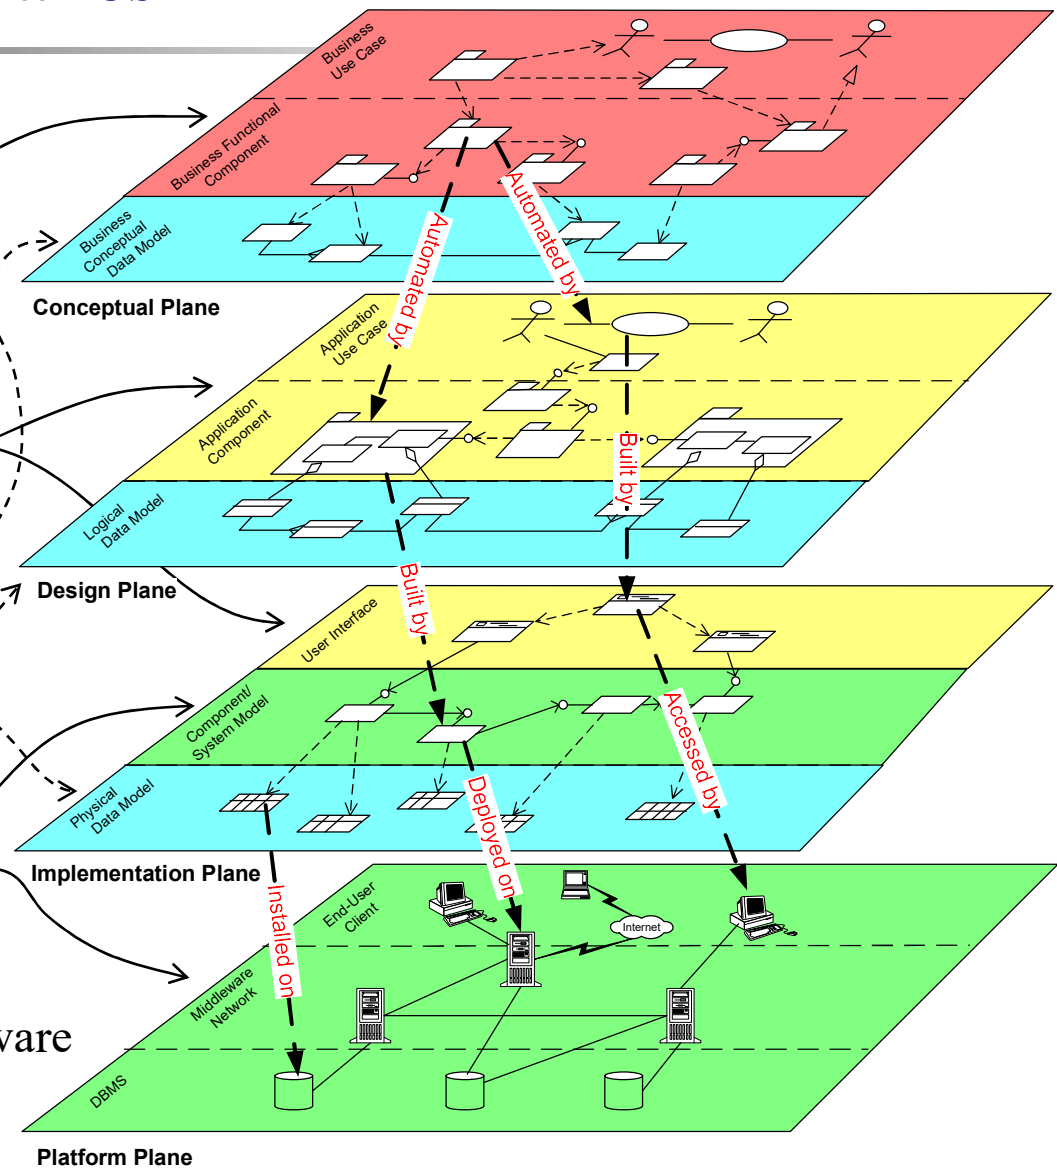 Business
Use Case
Business Functional
Component
Business
Conceptual
Data Model
Automated by
Automated by
Conceptual Plane
Application
Use Case
Application
Component
Logical
Data Model
Built by
Built by
Design Plane
User Interface
Component/
System Model
Physical
Data Model
Accessed by
Deployed on
Installed on
Implementation Plane
End-User
Client
Internet
Middleware
Network
ware
DBMS
Platform Plane